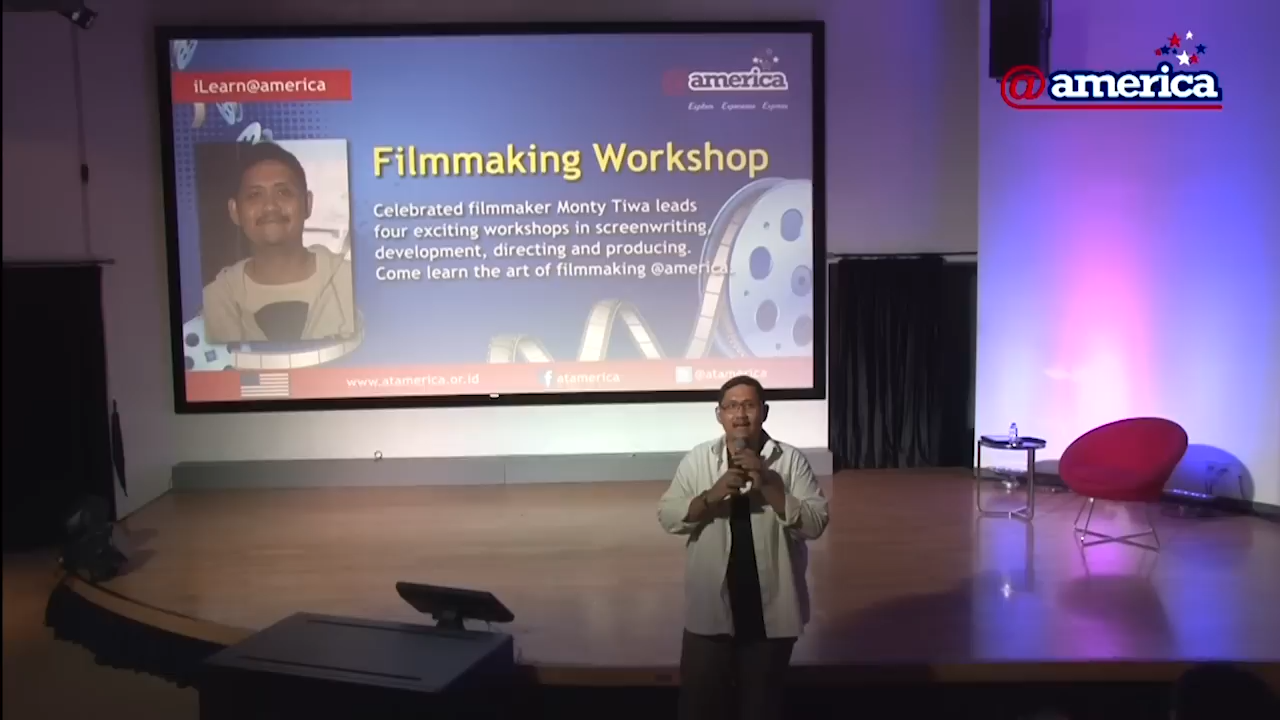 iLearn@america
@america
Explore Experience Express
Filmmaking Workshop
Celebrated filmmaker Monty Tiwa leads
four exciting workshops in screenwriting,
development, directing and producing.
Come learn the art of filmmaking @america.
www.atamerica.or.id
atamerica
@atamerica
@america